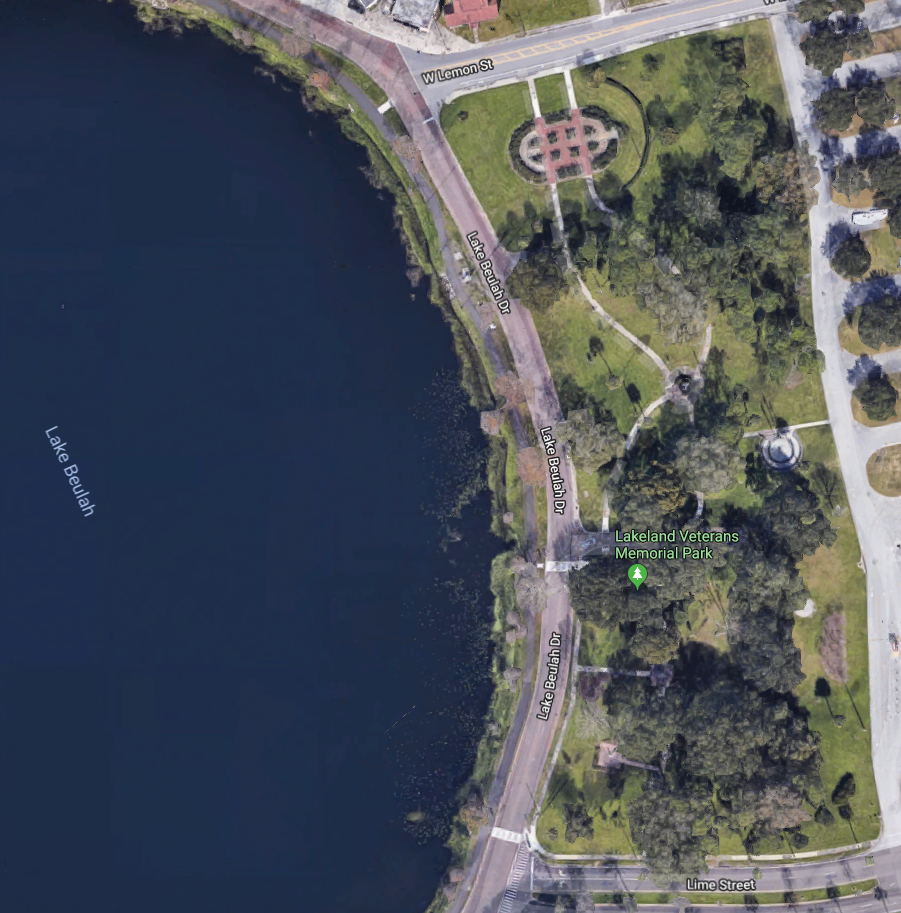 W Lemon St
Lake Beulah Dr
Lake Beulah
Lake Beulah Dr
Lakeland Veterans
Memorial Park
Lake Beulah Dr
Lime Street